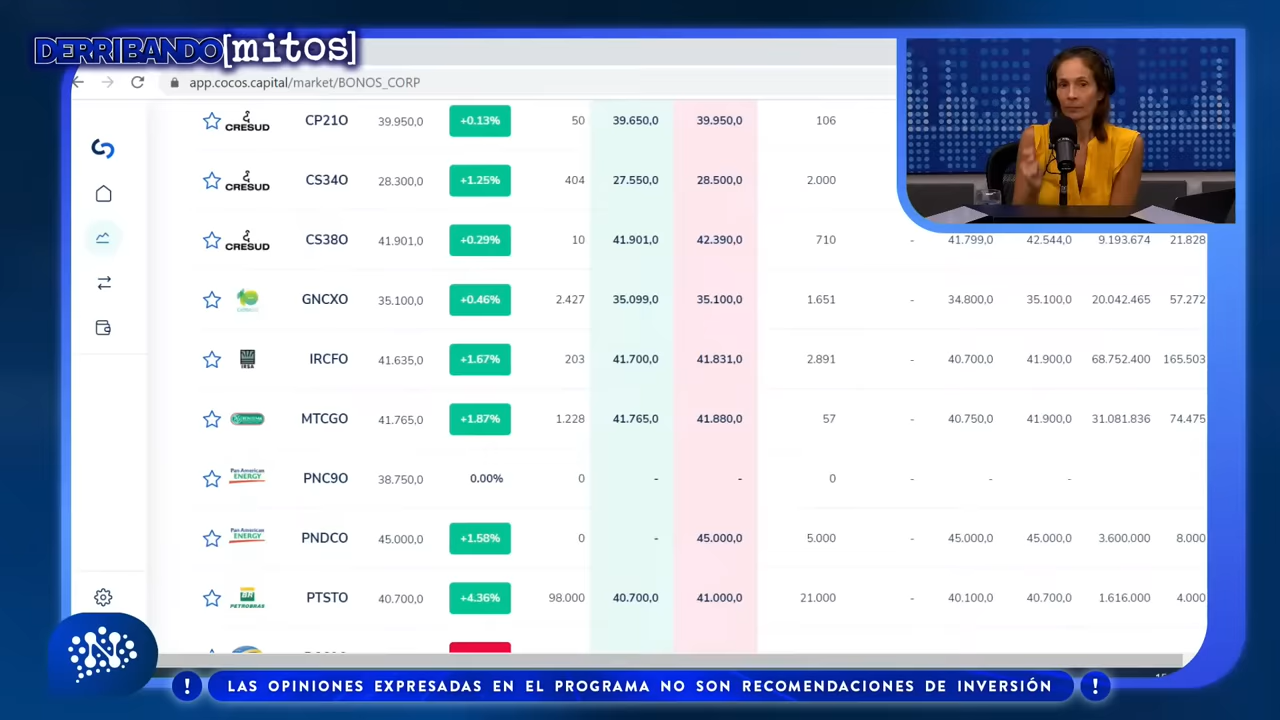 DERRIBANDO[mitos]
app.cocos.capital/market/BONOS_CORP
CRESUD CP21O 39.950,0 +0.13% 50 39.650,0 39.950,0 106
CRESUD CS34O 28.300,0 +1.25% 404 27.550,0 28.500,0 2.000
CRESUD CS38O 41.901,0 +0.29% 10 41.901,0 42.390,0 710 - 41.799,0 42.544,0 9.193.674 21.828
GNCXO 35.100,0 +0.46% 2.427 35.099,0 35.100,0 1.651 - 34.800,0 35.100,0 20.042.465 57.272
IRSA IRCFO 41.635,0 +1.67% 203 41.700,0 41.831,0 2.891 - 40.700,0 41.900,0 68.752.400 165.503
MTCGO 41.765,0 +1.87% 1.228 41.765,0 41.880,0 57 - 40.750,0 41.900,0 31.081.836 74.475
Pan American ENERGY PNC9O 38.750,0 0.00% 0 - - 0 - - -
Pan American ENERGY PNDCO 45.000,0 +1.58% 0 - 45.000,0 5.000 - 45.000,0 45.000,0 3.600.000 8.000
BR PETROBRAS PTSTO 40.700,0 +4.36% 98.000 40.700,0 41.000,0 21.000 - 40.100,0 40.700,0 1.616.000 4.000
N
! LAS OPINIONES EXPRESADAS EN EL PROGRAMA NO SON RECOMENDACIONES DE INVERSIÓN !